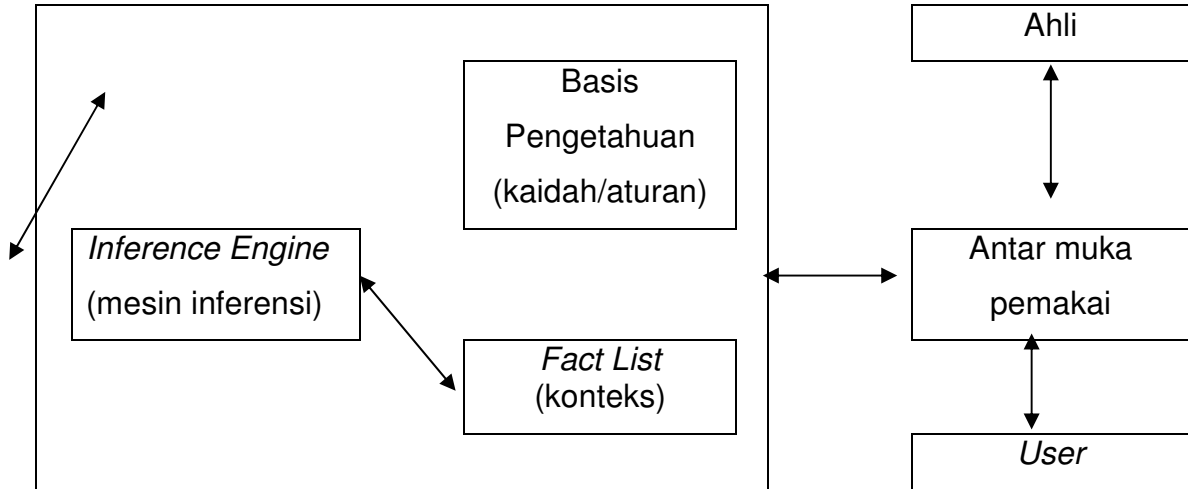 Ahli
Basis
Pengetahuan
(kaidah/aturan)
Inference Engine
(mesin inferensi)
Antar muka
pemakai
Fact List
(konteks)
User